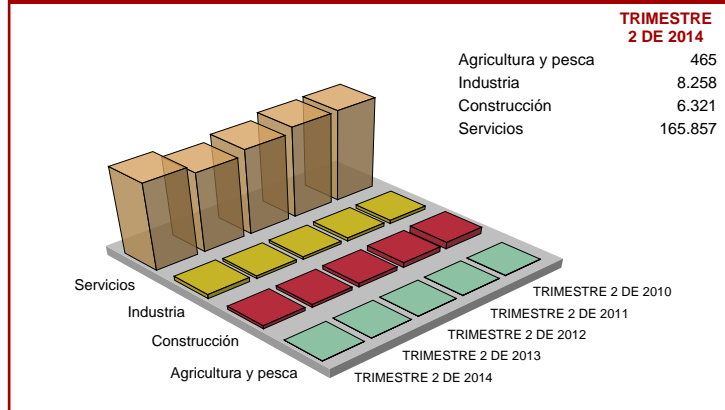 TRIMESTRE
2 DE 2014
Agricultura y pesca 465
Industria 8.258
Construcción 6.321
Servicios 165.857
Servicios
Industria
Construcción
Agricultura y pesca
TRIMESTRE 2 DE 2010
TRIMESTRE 2 DE 2011
TRIMESTRE 2 DE 2012
TRIMESTRE 2 DE 2013
TRIMESTRE 2 DE 2014